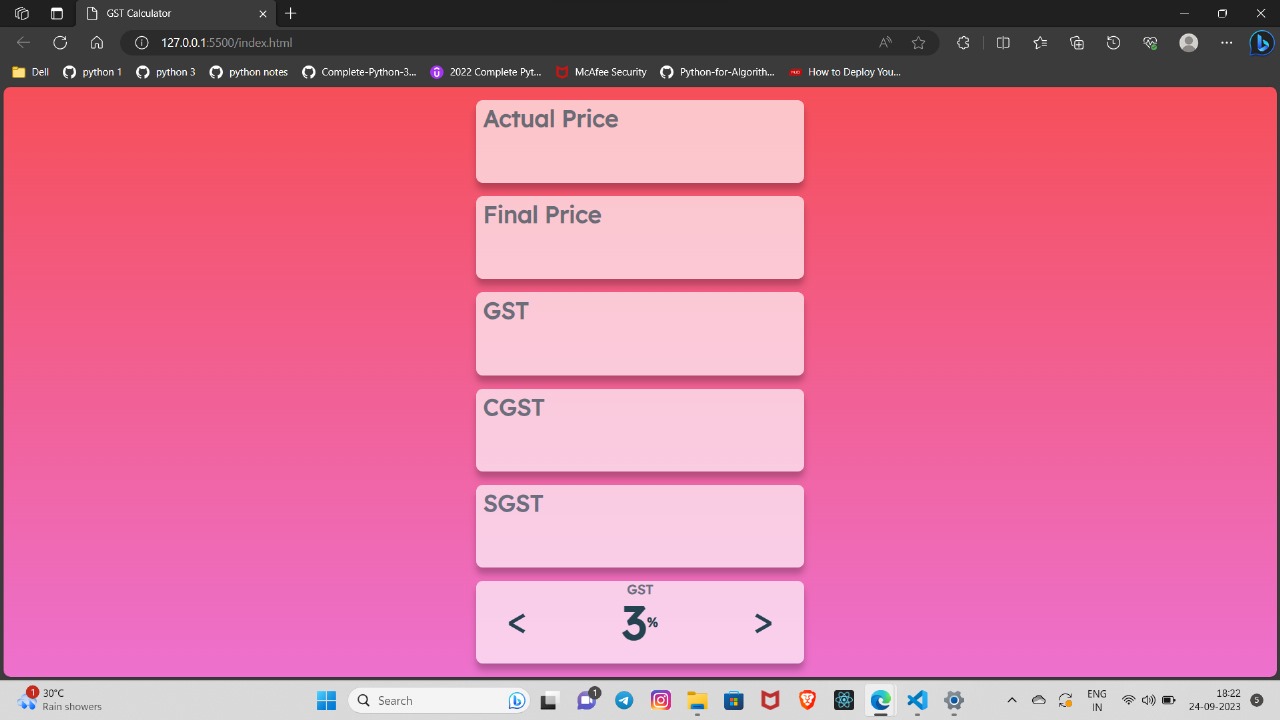 GST Calculator
127.0.0.1:5500/index.html
Dell
python 1
python 3
python notes
Complete-Python-3...
2022 Complete Pyt...
McAfee Security
Python-for-Algorith...
How to Deploy You...
Actual Price
Final Price
GST
CGST
SGST
GST
< 3% >
1
30°C
Rain showers
Search
1
ENG
IN
18:22
24-09-2023
5